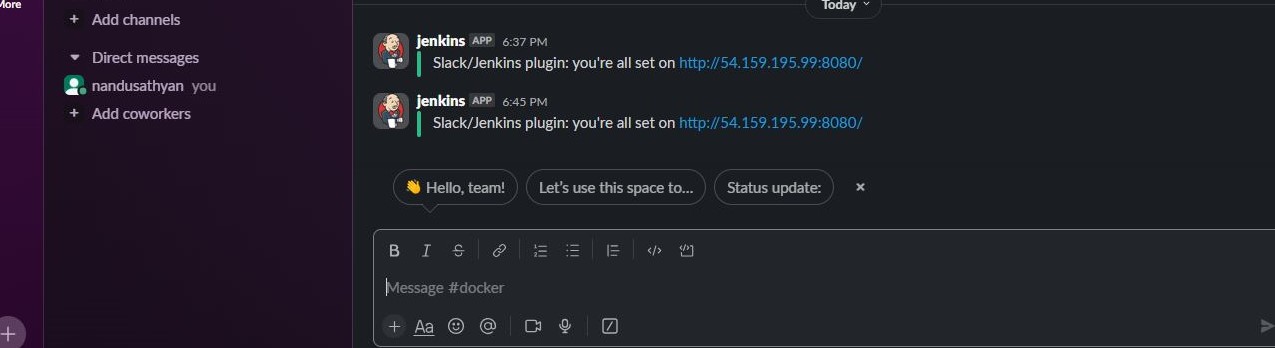 More
+ Add channels
Direct messages
nandusathyan you
+ Add coworkers
Today
jenkins APP 6:37 PM
Slack/Jenkins plugin: you're all set on http://54.159.195.99:8080/
jenkins APP 6:45 PM
Slack/Jenkins plugin: you're all set on http://54.159.195.99:8080/
👋 Hello, team! Let's use this space to... Status update: ×
B I S
Message #docker
+ Aa @